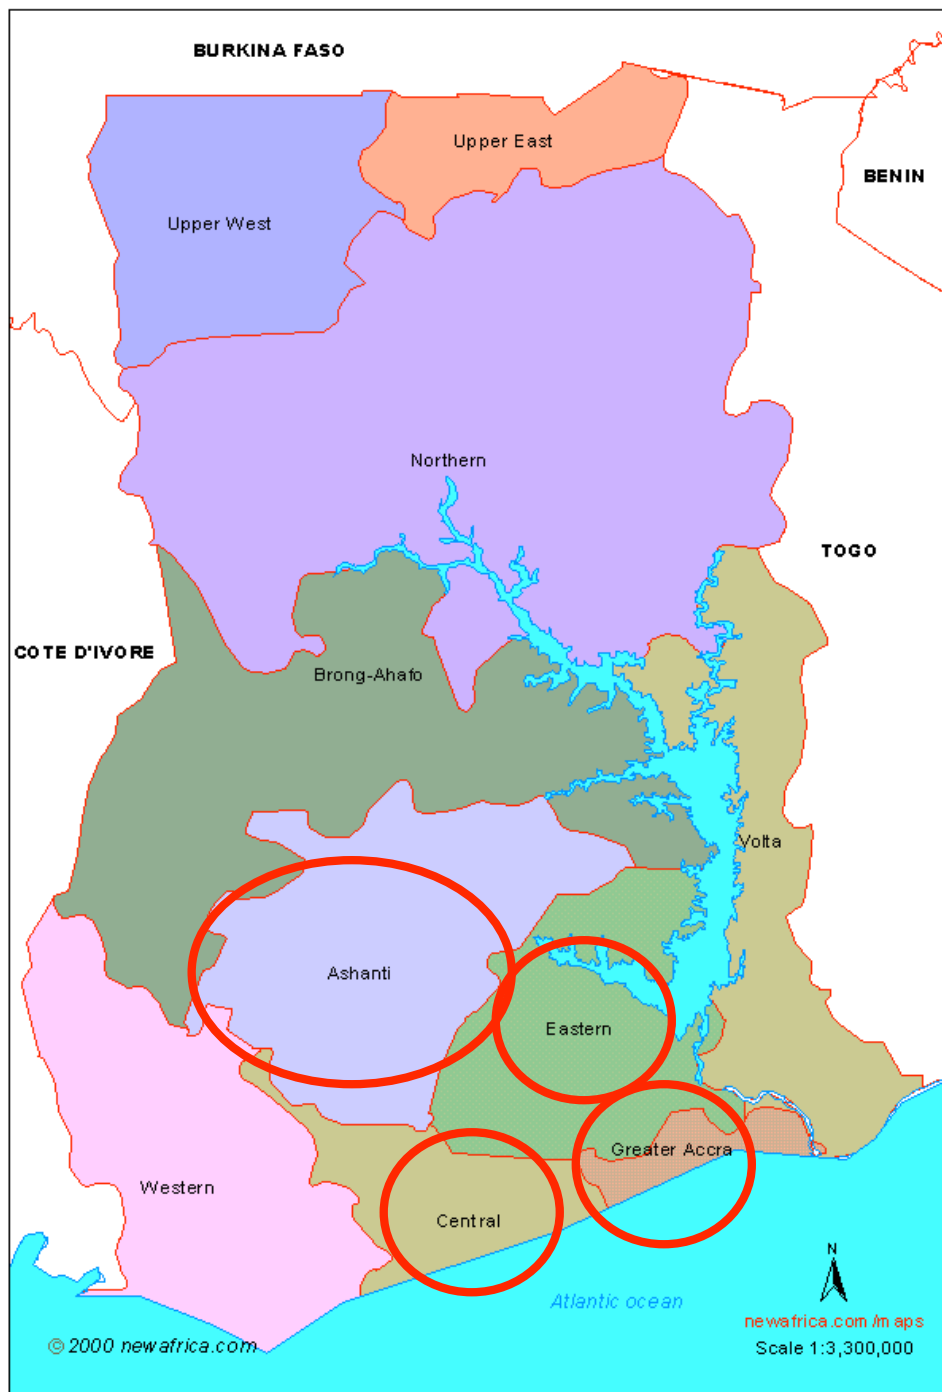 BURKINA FASO
Upper East
BENIN
Upper West
Northern
TOGO
COTE D'IVORE
Brong-Ahafo
Volta
Ashanti
Eastern
Greater Accra
Western
Central
N
Atlantic ocean
newafrica.com/maps
© 2000 newafrica.com
Scale 1:3,300,000